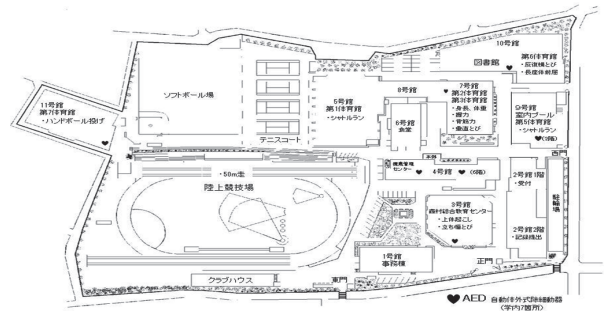 10号館
図書館
第6体育館
・反復横とび
・長座体前屈
11号館
第7体育館
・ハンドボール投げ
ソフトボール場
テニスコート
5号館
第1体育館
・シャトルラン
8号館
6号館
食堂
7号館
第2体育館
第3体育館
・身長、体重
・握力
・背筋力
・垂直とび
9号館
室内プール
第5体育館
・シャトルラン
(3階)
西門
・50m走
陸上競技場
健康管理
センター
本館
4号館
(6階)
2号館1階
・受付
駐輪場
3号館
森村総合教育センター
・上体起こし
・立ち幅とび
2号館2階
・記録提出
1号館
事務棟
正門
東門
クラブハウス
AED 自動体外式除細動器
(学内7箇所)